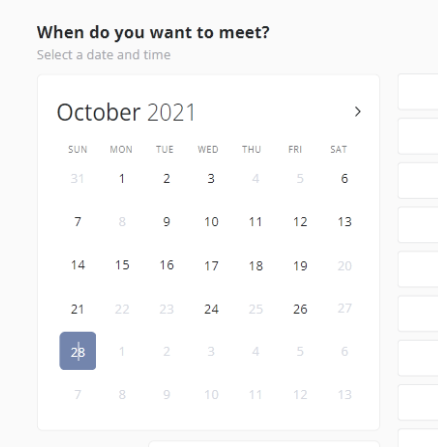 When do you want to meet?
Select a date and time
October 2021
SUN MON TUE WED THU FRI SAT
31 1 2 3 4 5 6
7 8 9 10 11 12 13
14 15 16 17 18 19 20
21 22 23 24 25 26 27
28 1 2 3 4 5 6
7 8 9 10 11 12 13